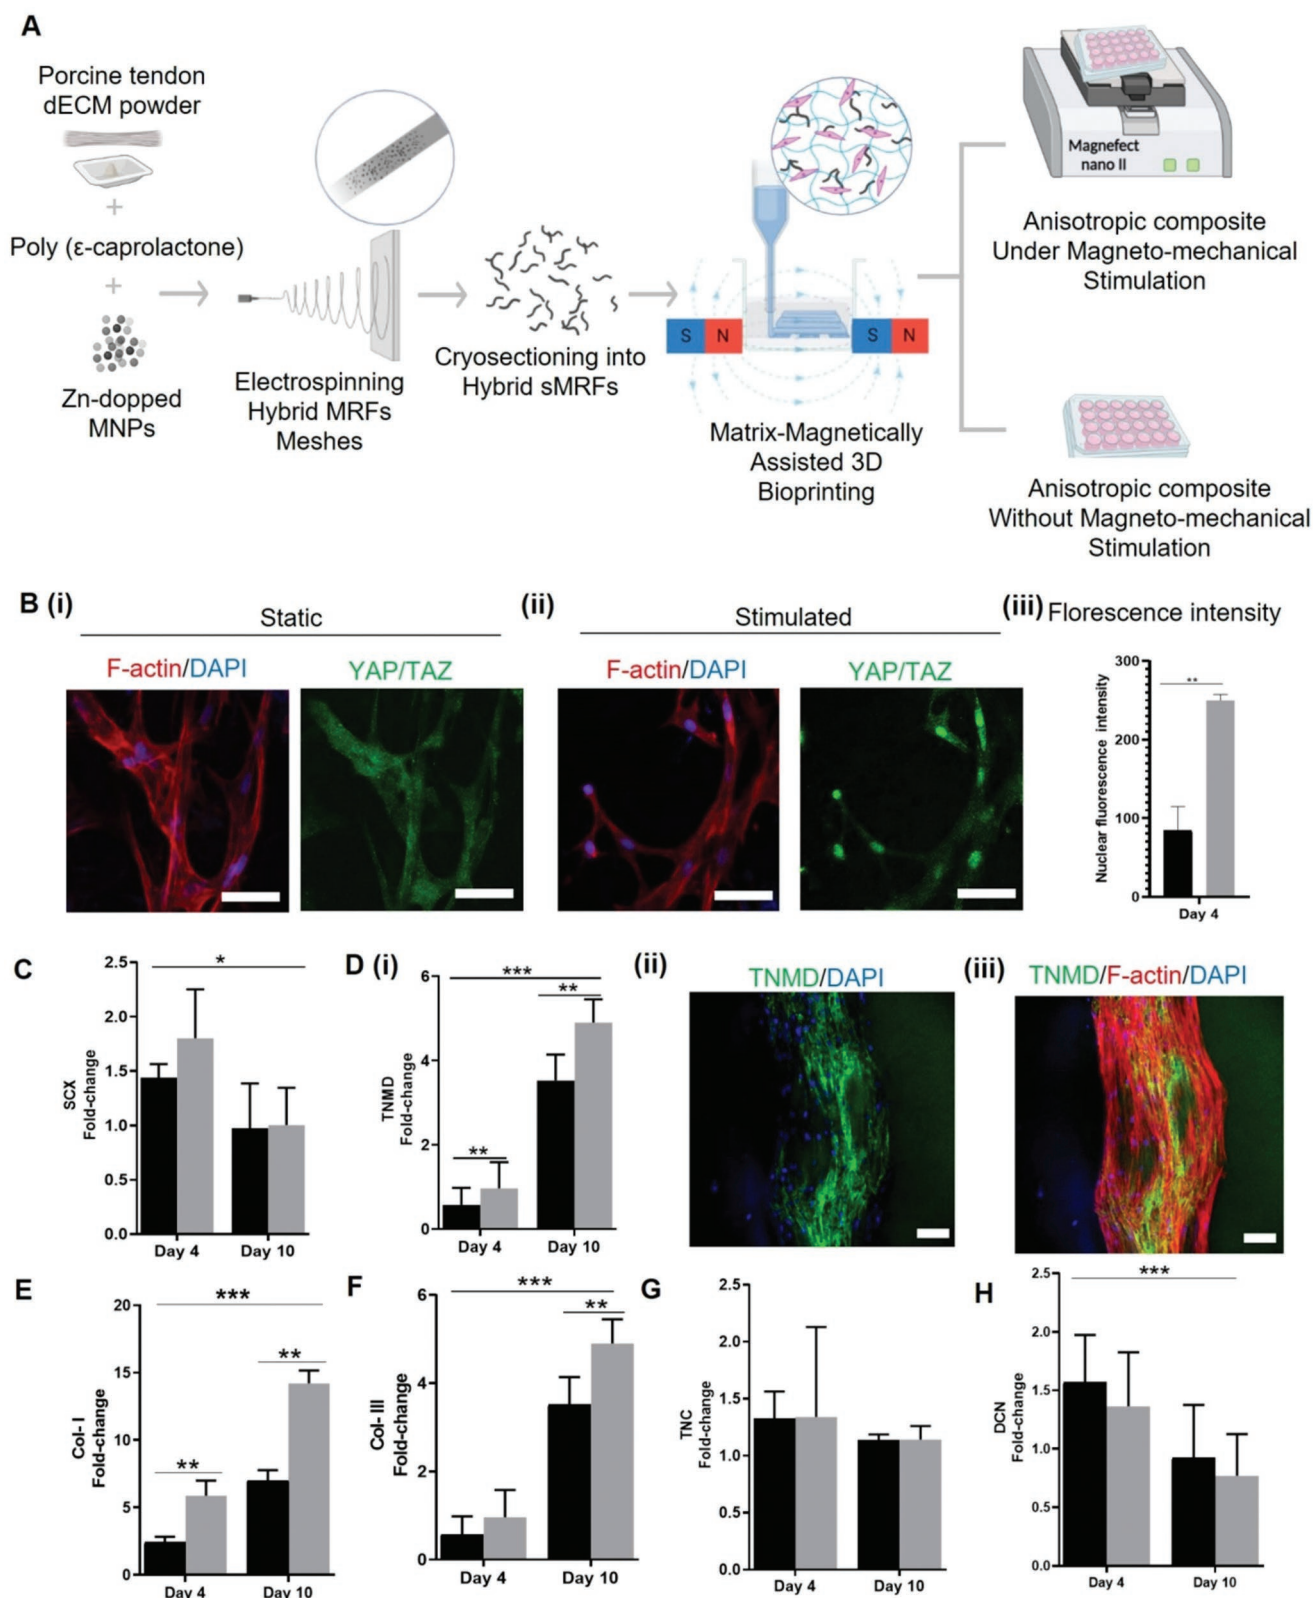 A
Porcine tendon
dECM powder
+
Poly (ε-caprolactone)
+
Zn-dopped
MNPs
Electrospinning
Hybrid MRFs
Meshes
Cryosectioning into
Hybrid sMRFs
S N
S N
Matrix-Magnetically
Assisted 3D
Bioprinting
Magnefect
nano II
Anisotropic composite
Under Magneto-mechanical
Stimulation
Anisotropic composite
Without Magneto-mechanical
Stimulation
B (i)
Static
F-actin/DAPI
YAP/TAZ
(ii)
Stimulated
F-actin/DAPI
YAP/TAZ
(iii) Florescence intensity
Nuclear fluorescence intensity
300
200
100
0
**
Day 4
C
SCX
Fold-change
2.5
2.0
1.5
1.0
0.5
0.0
*
Day 4
Day 10
D (i)
TNMD
Fold-change
6
4
2
0
***
**
**
Day 4
Day 10
(ii)
TNMD/DAPI
(iii)
TNMD/F-actin/DAPI
E
Col- I
Fold-change
20
15
10
5
0
***
**
**
Day 4
Day 10
F
Col- III
Fold-change
6
4
2
0
***
**
Day 4
Day 10
G
TNC
Fold-change
2.5
2.0
1.5
1.0
0.5
0.0
Day 4
Day 10
H
DCN
Fold-change
2.5
2.0
1.5
1.0
0.5
0.0
***
Day 4
Day 10